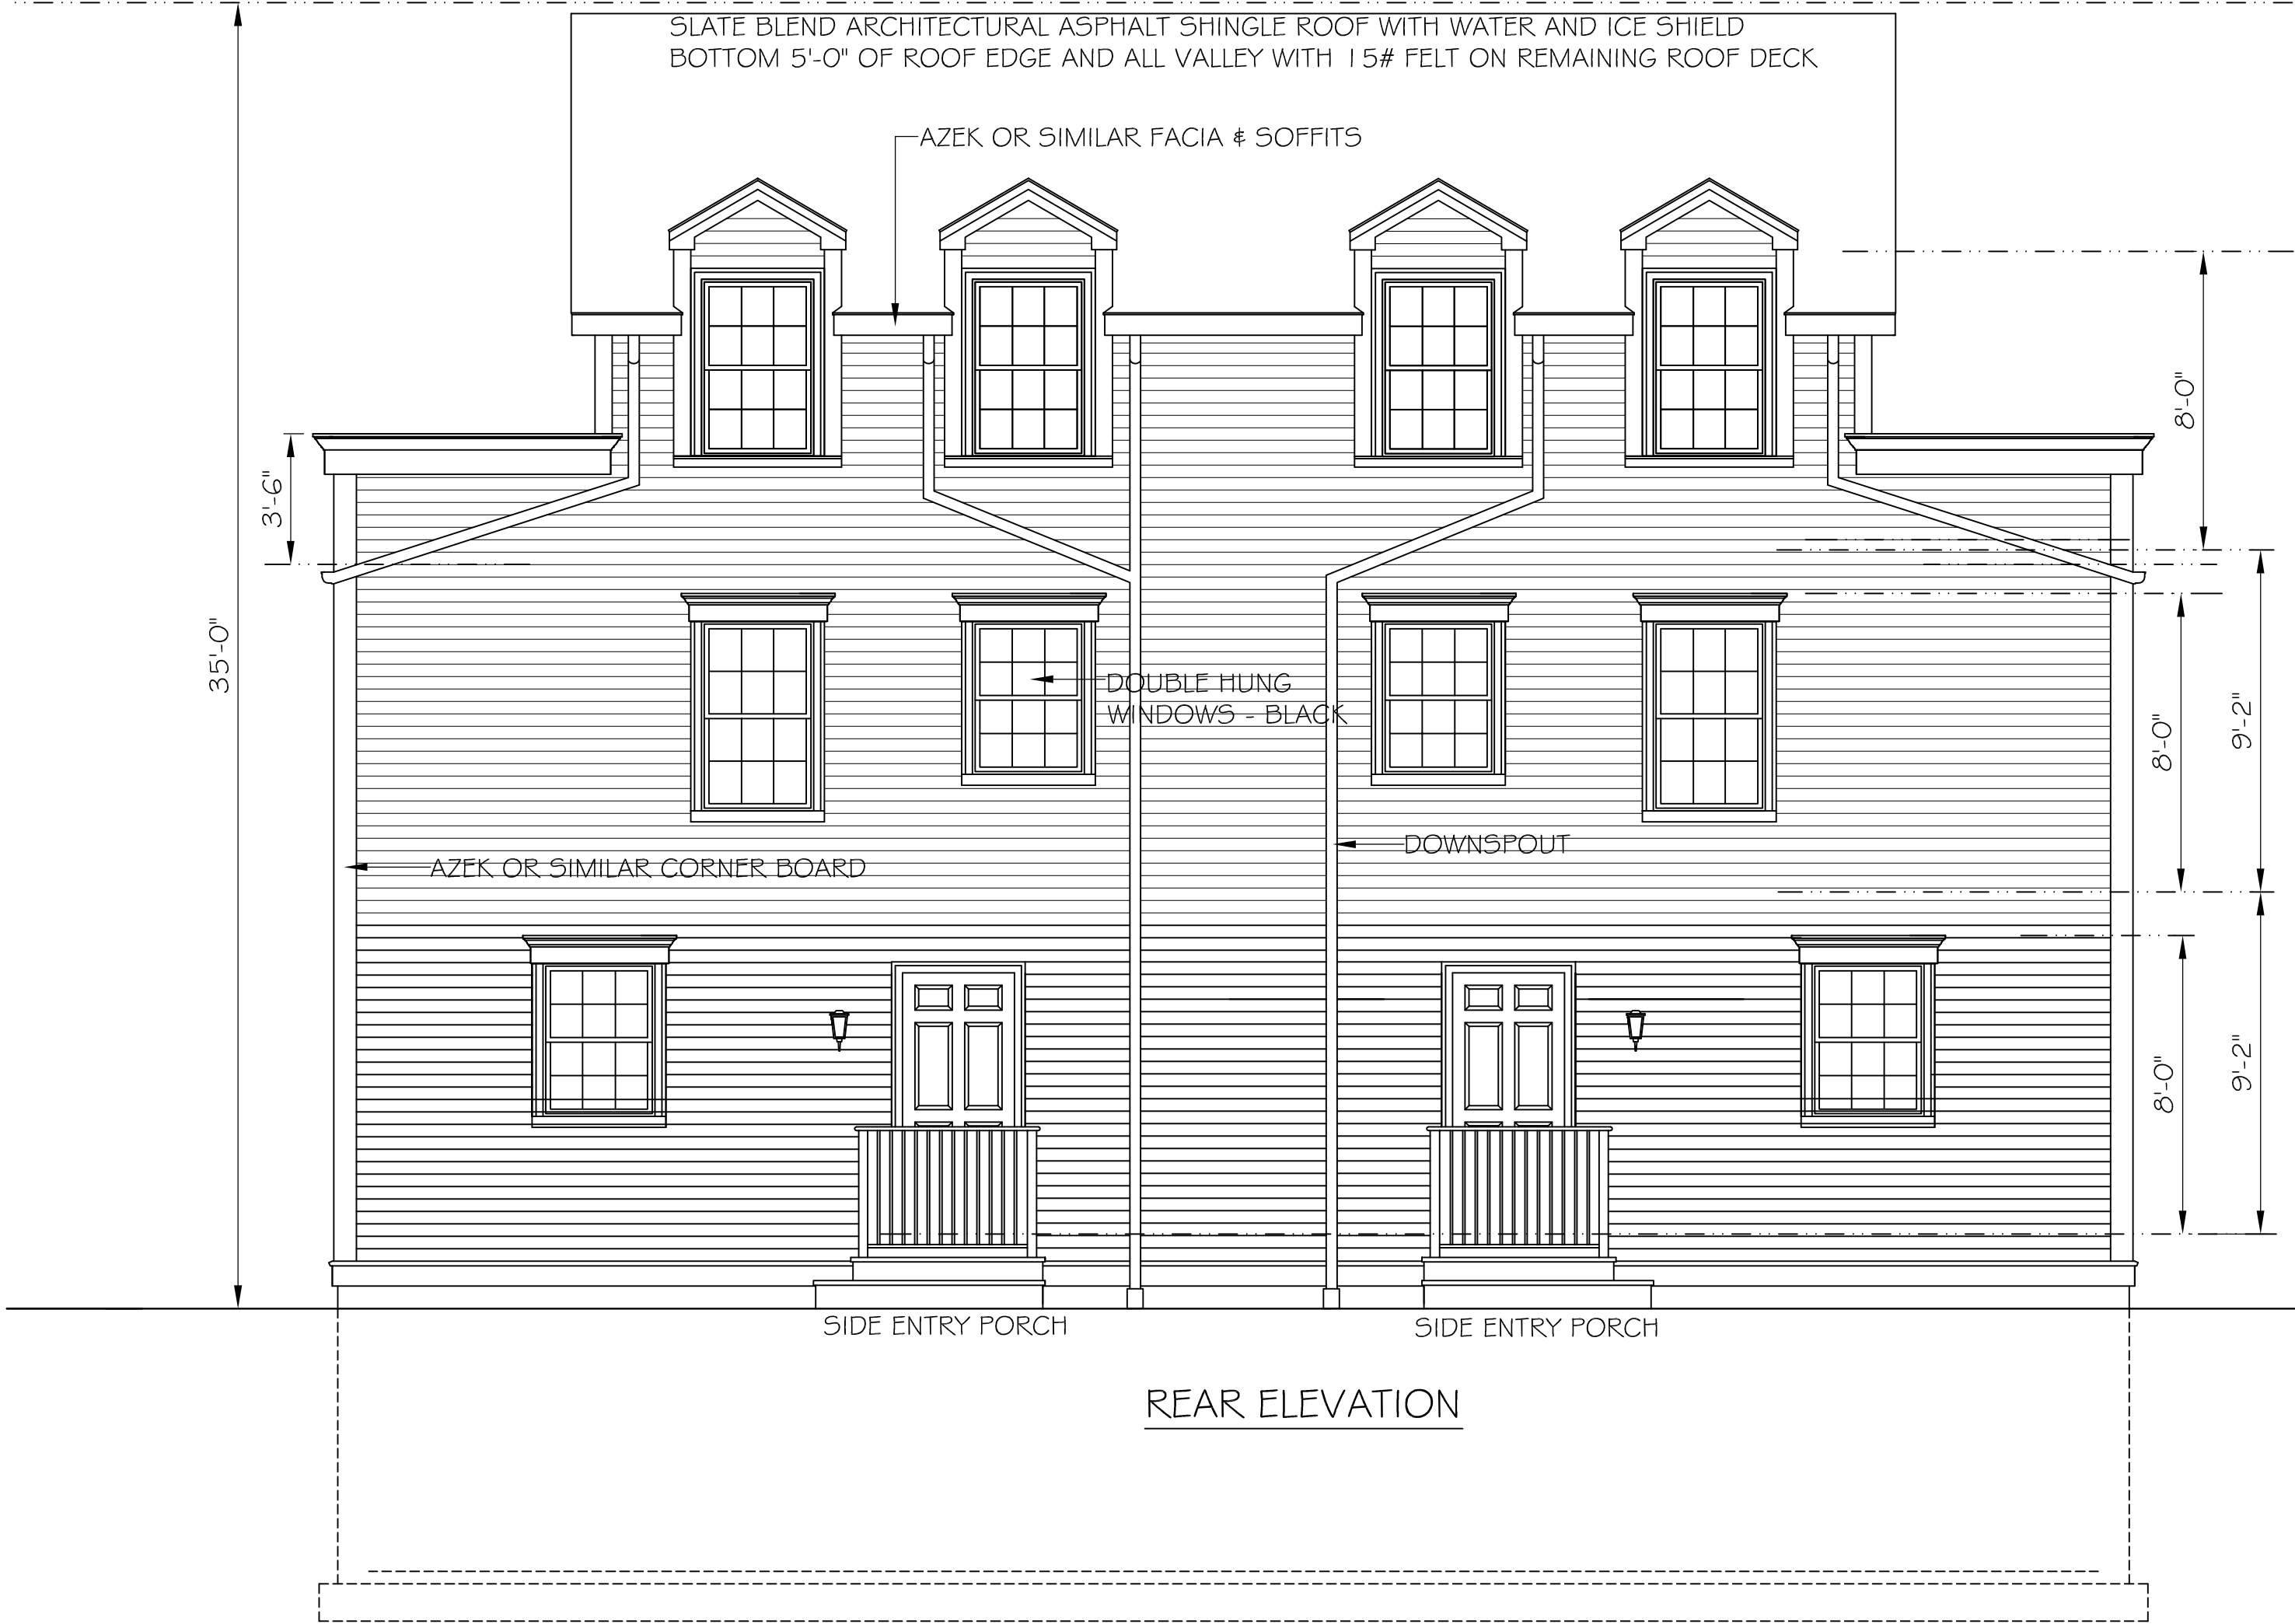 SLATE BLEND ARCHITECTURAL ASPHALT SHINGLE ROOF WITH WATER AND ICE SHIELD
BOTTOM 5'-0" OF ROOF EDGE AND ALL VALLEY WITH 15# FELT ON REMAINING ROOF DECK
AZEK OR SIMILAR FACIA & SOFFITS
8'-0"
3'-6"
35'-0"
DOUBLE HUNG
WINDOWS - BLACK
8'-0"
9'-2"
DOWNSPOUT
AZEK OR SIMILAR CORNER BOARD
8'-0"
9'-2"
SIDE ENTRY PORCH
SIDE ENTRY PORCH
REAR ELEVATION